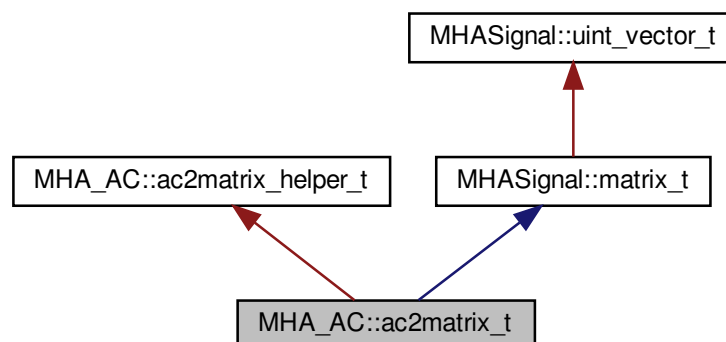 MHASignal::uint_vector_t
MHA_AC::ac2matrix_helper_t
MHASignal::matrix_t
MHA_AC::ac2matrix_t